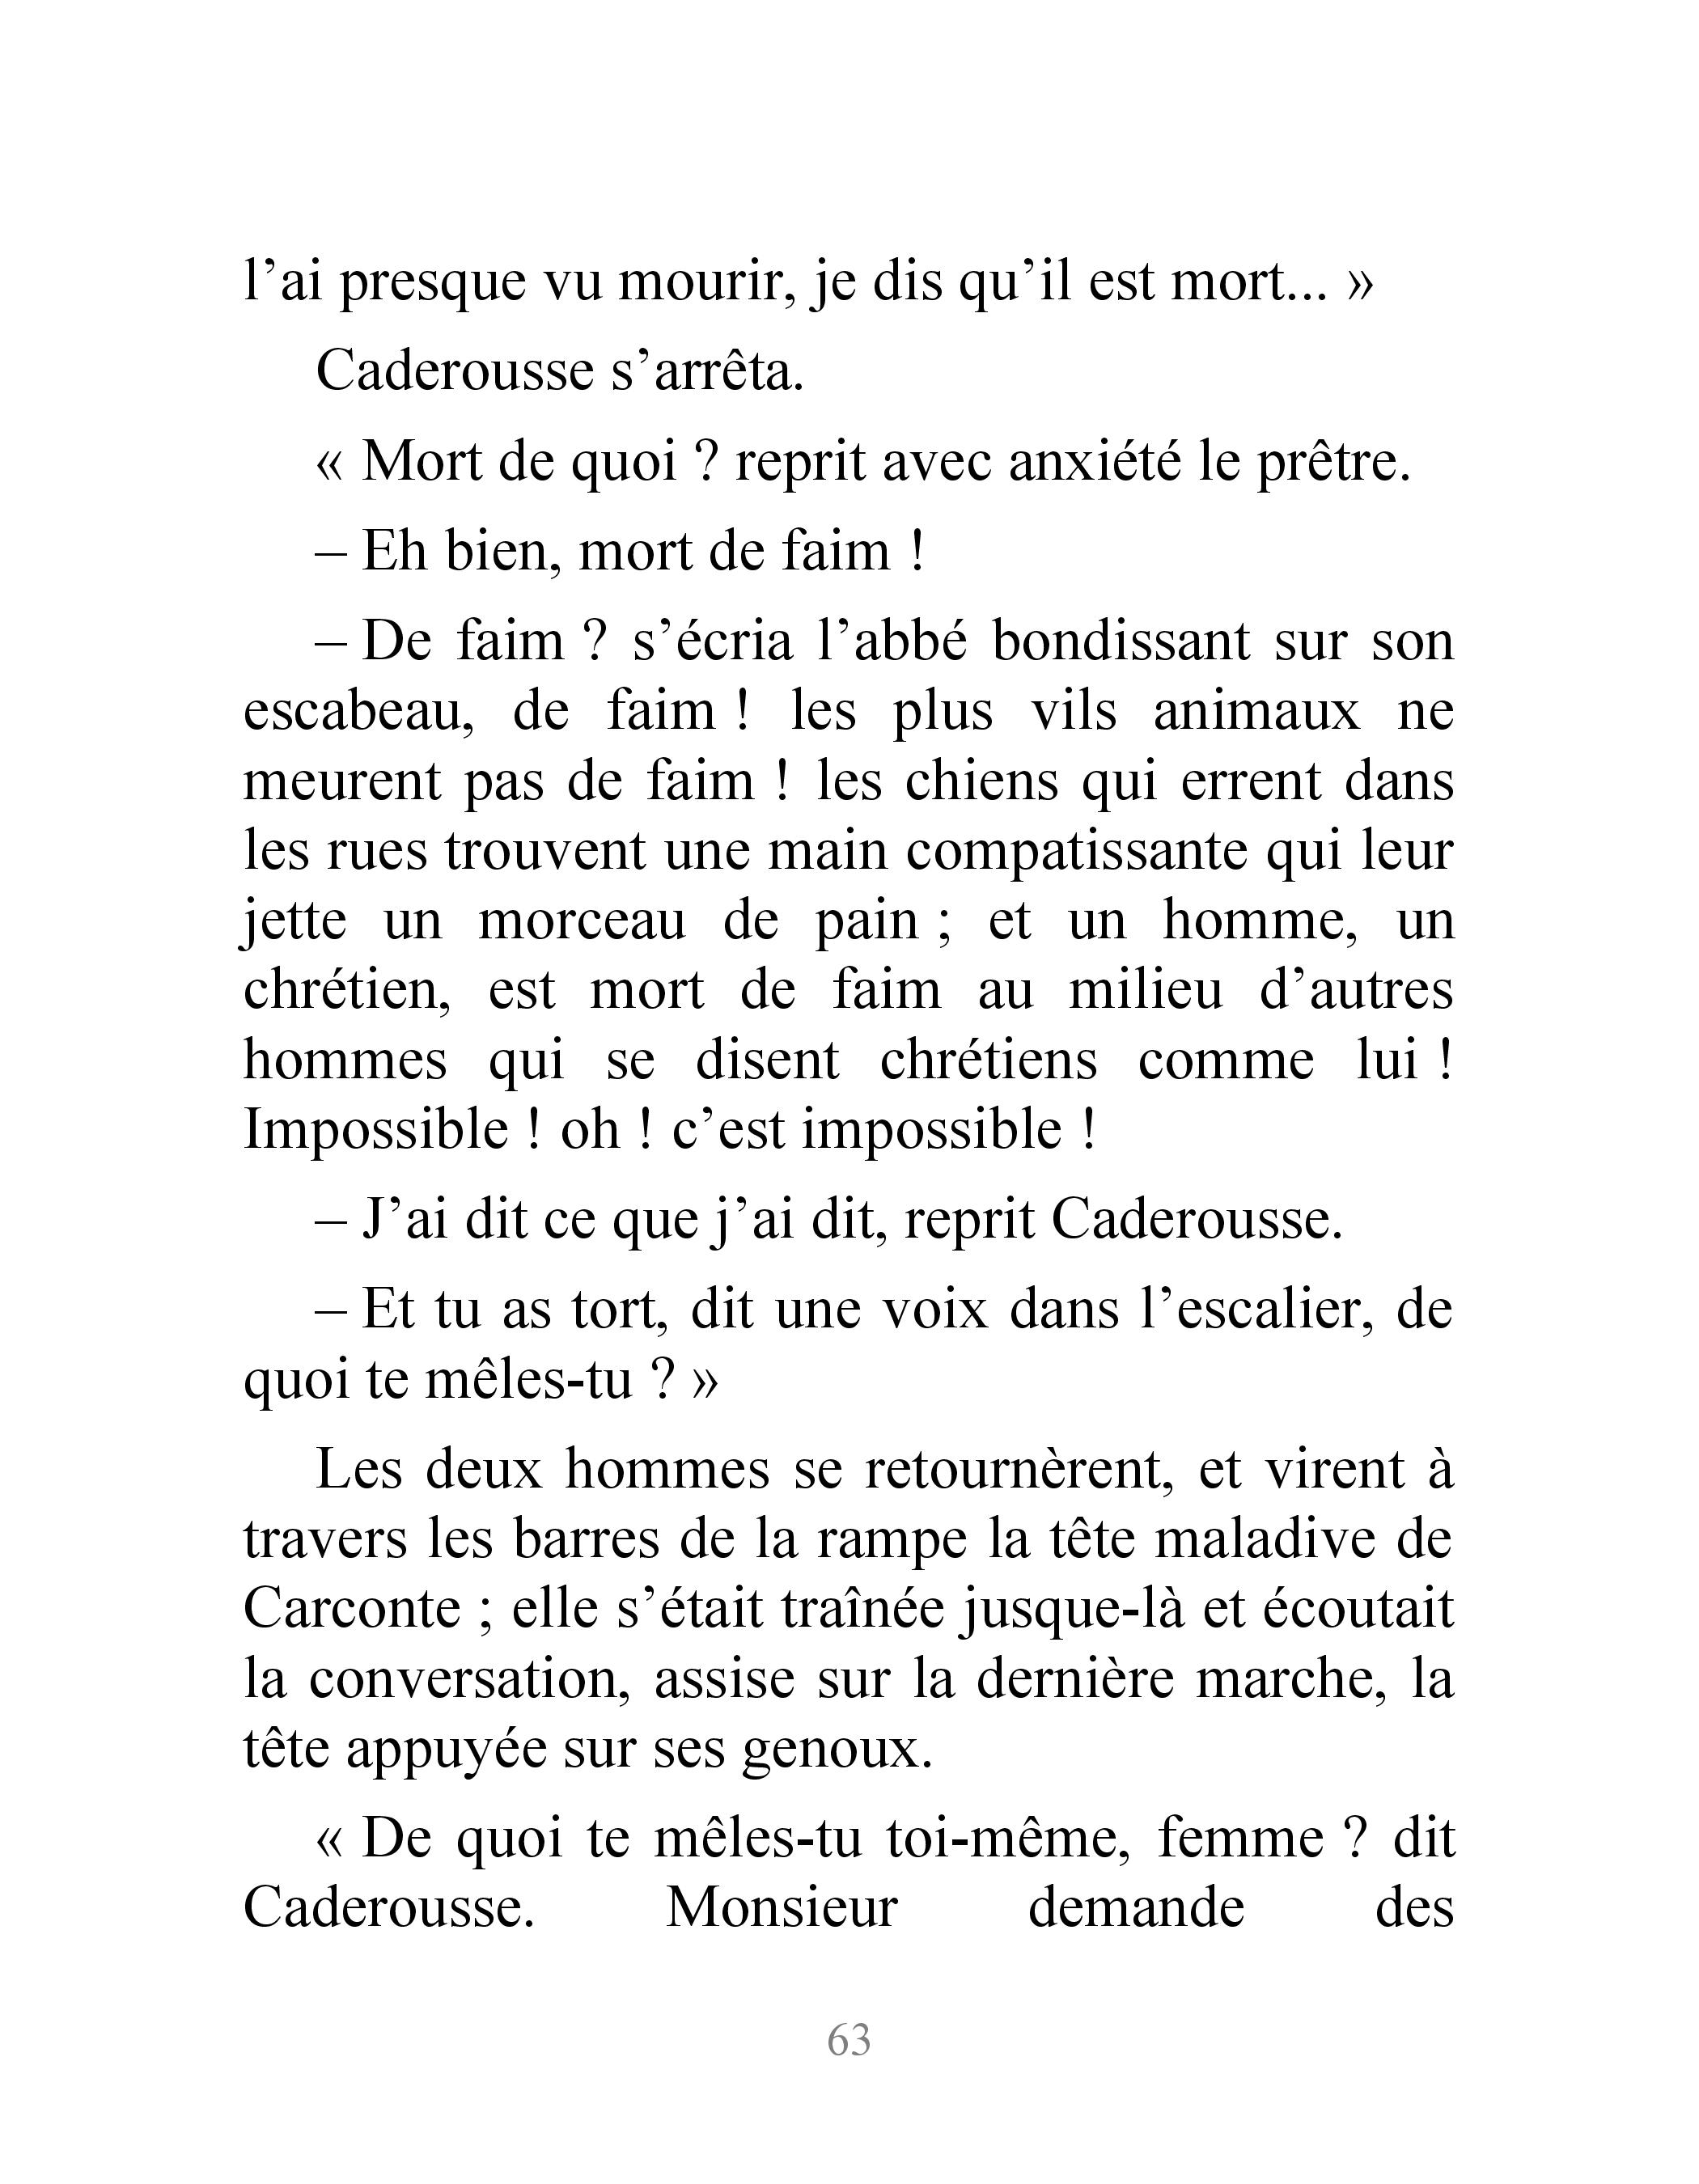 l’ai presque vu mourir, je dis qu’il est mort... »
Caderousse s’arrêta.
« Mort de quoi ? reprit avec anxiété le prêtre.
– Eh bien, mort de faim !
– De faim ? s’écria l’abbé bondissant sur son
escabeau, de faim ! les plus vils animaux ne
meurent pas de faim ! les chiens qui errent dans
les rues trouvent une main compatissante qui leur
jette un morceau de pain ; et un homme, un
chrétien, est mort de faim au milieu d’autres
hommes qui se disent chrétiens comme lui !
Impossible ! oh ! c’est impossible !
– J’ai dit ce que j’ai dit, reprit Caderousse.
– Et tu as tort, dit une voix dans l’escalier, de
quoi te mêles-tu ? »
Les deux hommes se retournèrent, et virent à
travers les barres de la rampe la tête maladive de
Carconte ; elle s’était traînée jusque-là et écoutait
la conversation, assise sur la dernière marche, la
tête appuyée sur ses genoux.
« De quoi te mêles-tu toi-même, femme ? dit
Caderousse. Monsieur demande des
63